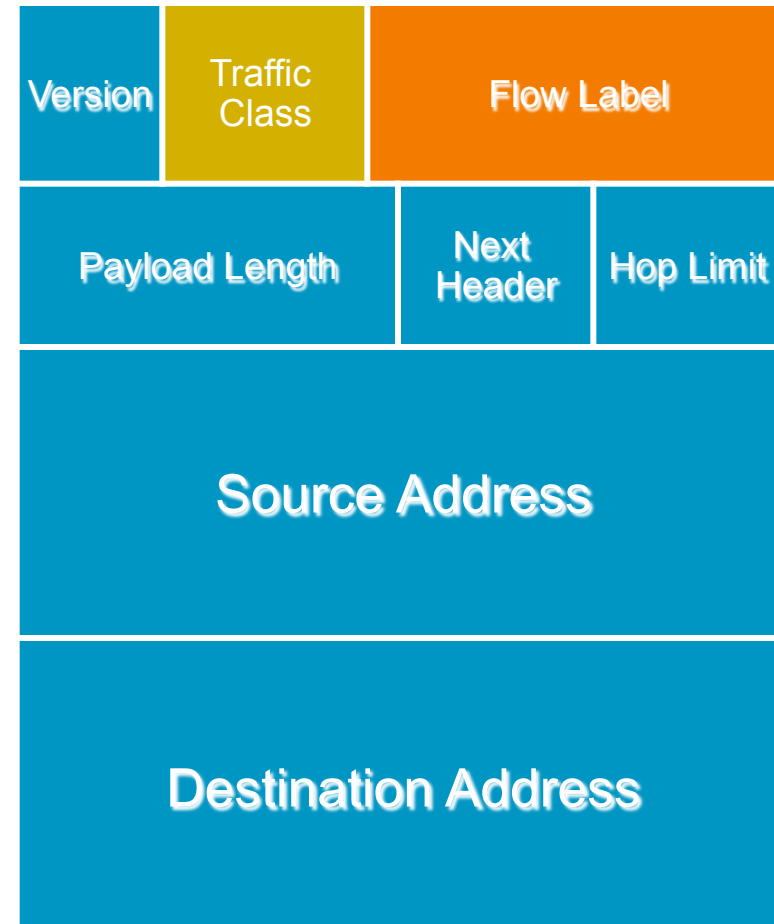 Version
Traffic
Class
Flow Label
Payload Length
Next
Header
Hop Limit
Source Address
Destination Address